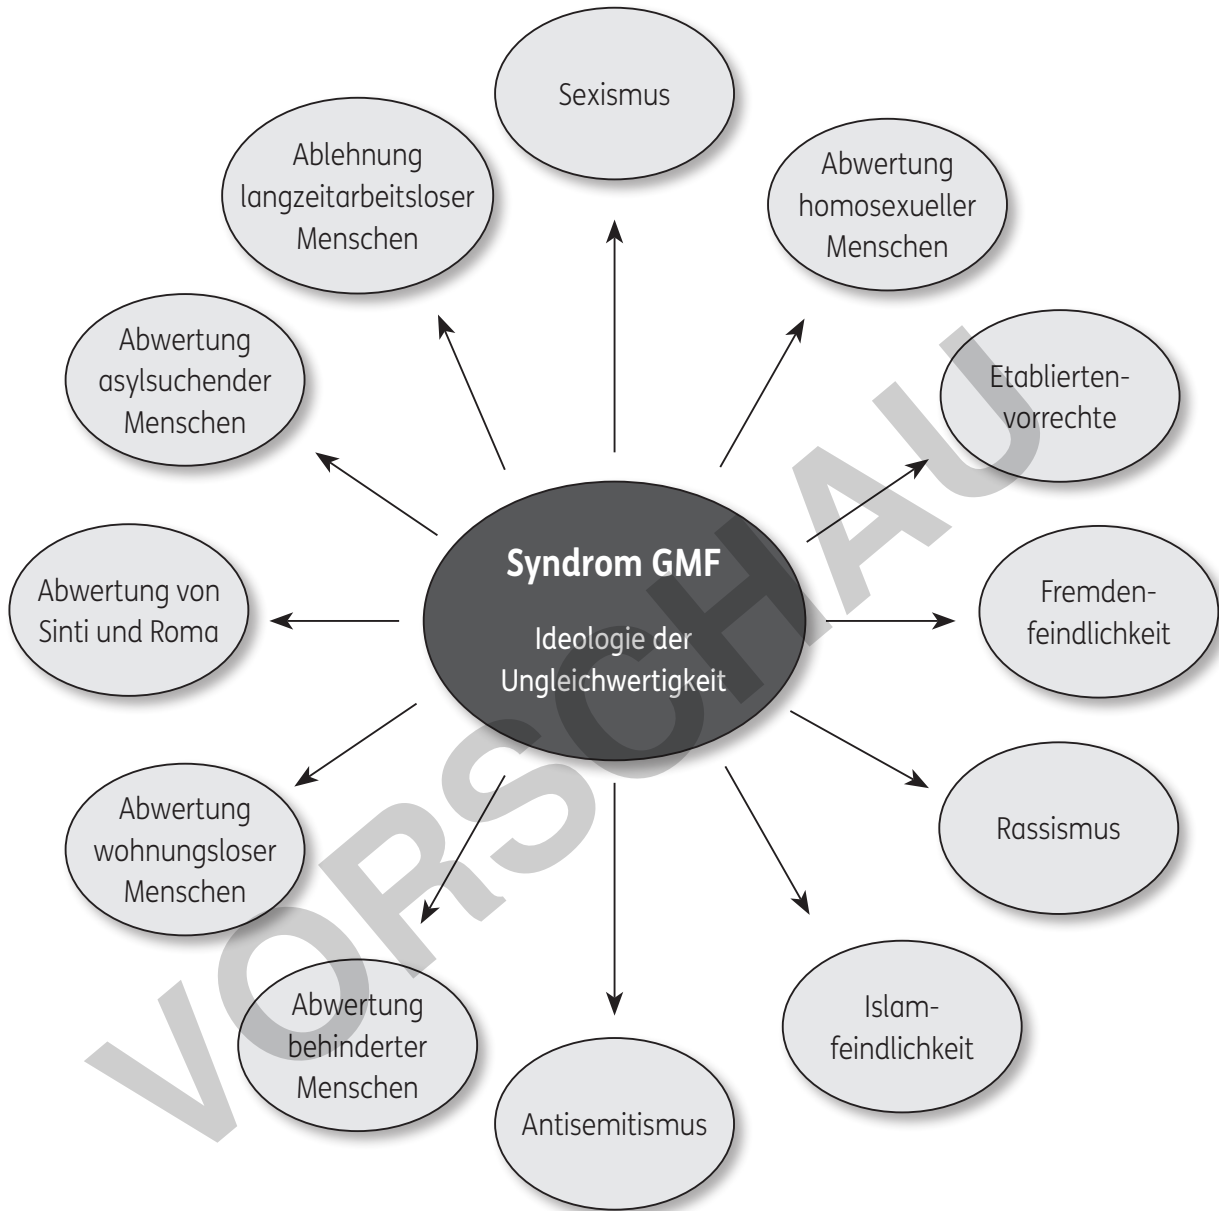 Sexismus
Abwertung
homosexueller
Menschen
Etablierten-
vorrechte
Fremden-
feindlichkeit
Rassismus
Islam-
feindlichkeit
Antisemitismus
Abwertung
behinderter
Menschen
Abwertung
wohnungsloser
Menschen
Abwertung von
Sinti und Roma
Abwertung
asylsuchender
Menschen
Ablehnung
langzeitarbeitsloser
Menschen
Syndrom GMF
Ideologie der
Ungleichwertigkeit
VORSCHAU